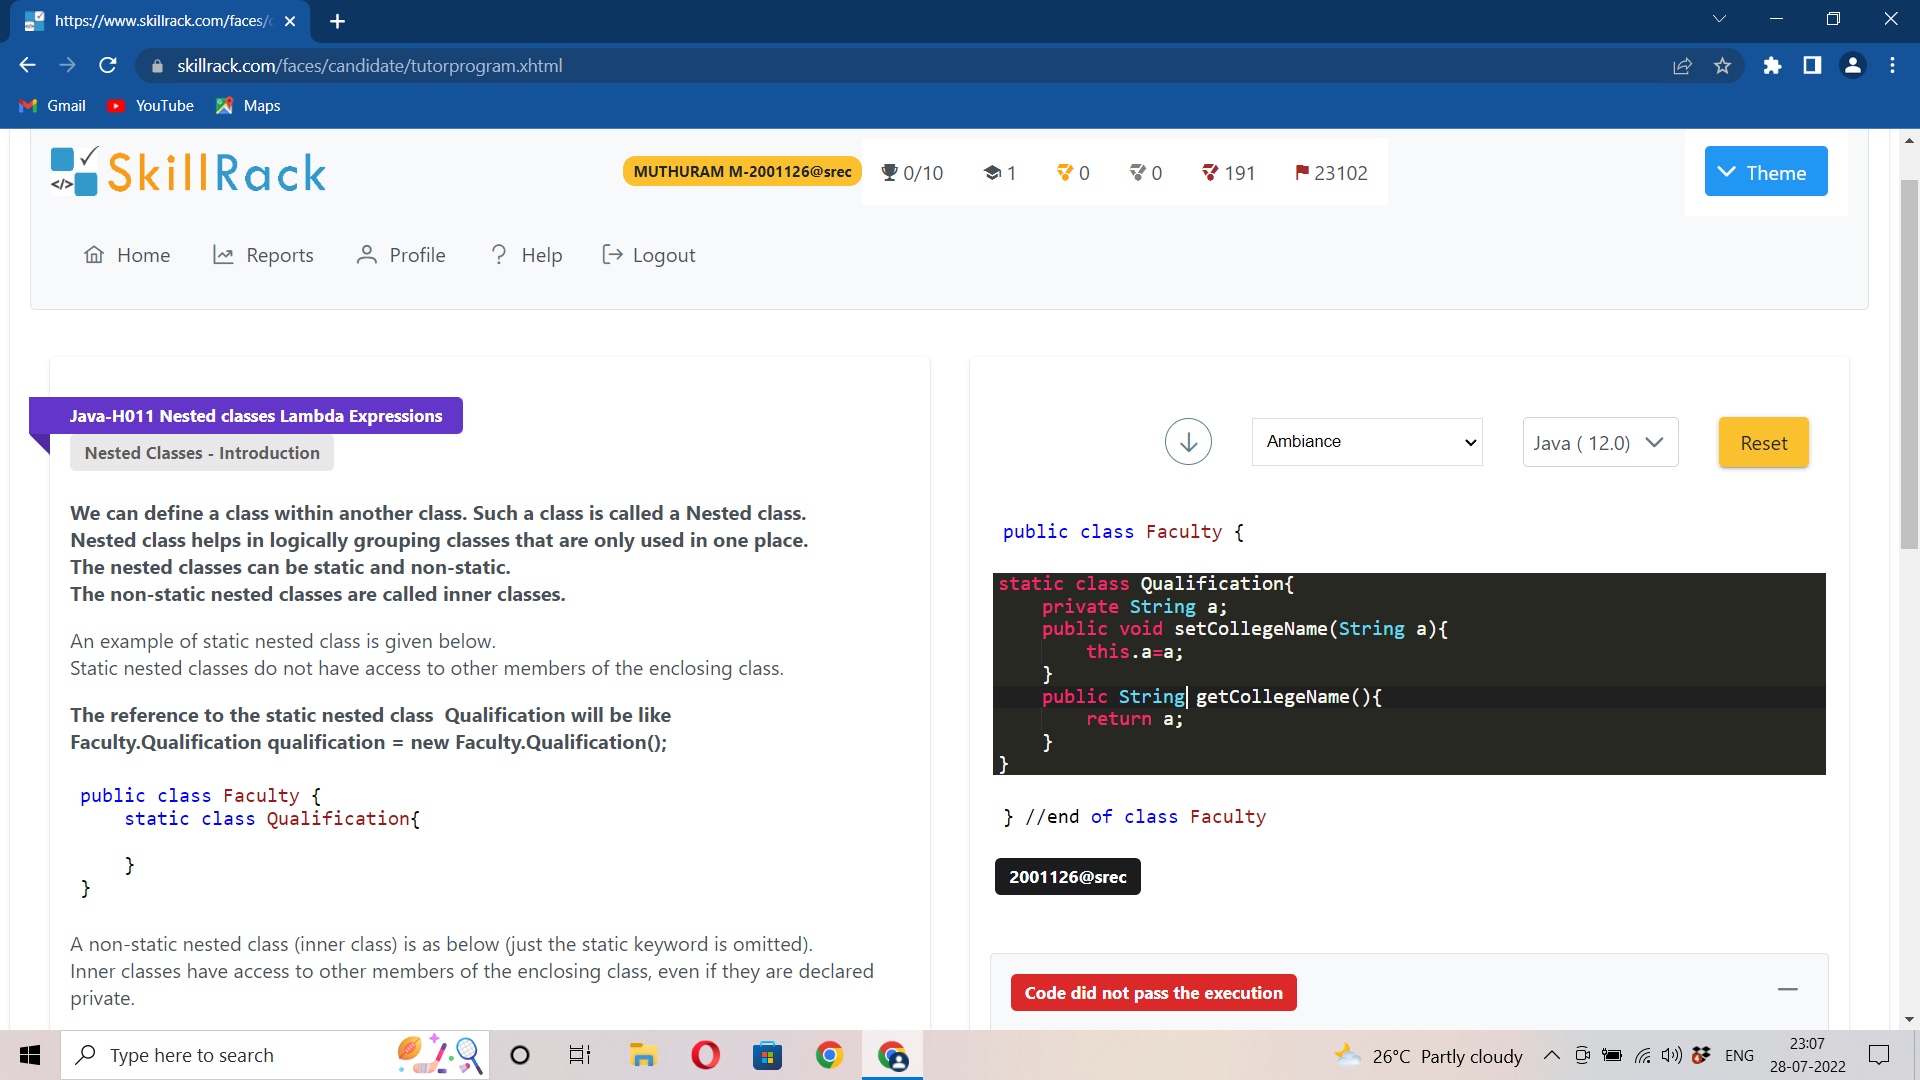 https://www.skillrack.com/faces/c
skillrack.com/faces/candidate/tutorprogram.xhtml
Gmail YouTube Maps
SkillRack
MUTHURAM M-2001126@srec 0/10 1 0 0 191 23102
Theme
Home Reports Profile Help Logout
Java-H011 Nested classes Lambda Expressions
Nested Classes - Introduction
We can define a class within another class. Such a class is called a Nested class.
Nested class helps in logically grouping classes that are only used in one place.
The nested classes can be static and non-static.
The non-static nested classes are called inner classes.
An example of static nested class is given below.
Static nested classes do not have access to other members of the enclosing class.
The reference to the static nested class Qualification will be like
Faculty.Qualification qualification = new Faculty.Qualification();
public class Faculty {
static class Qualification{
}
}
A non-static nested class (inner class) is as below (just the static keyword is omitted).
Inner classes have access to other members of the enclosing class, even if they are declared
private.
Ambiance
Java ( 12.0)
Reset
public class Faculty {
static class Qualification{
private String a;
public void setCollegeName(String a){
this.a=a;
}
public String getCollegeName(){
return a;
}
}
} //end of class Faculty
2001126@srec
Code did not pass the execution
Type here to search
26°C Partly cloudy
ENG
23:07
28-07-2022